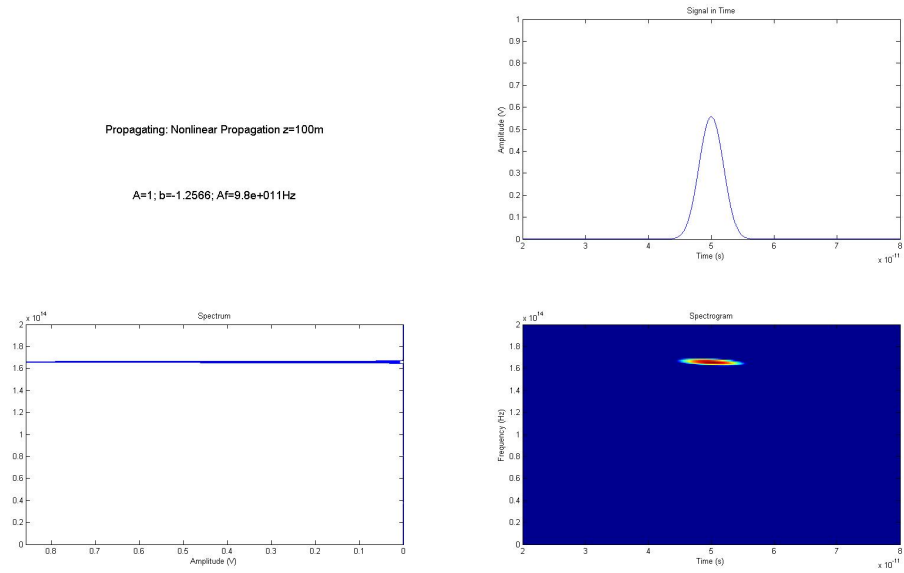 Propagating: Nonlinear Propagation z=100m
A=1; b=-1.2566; Af=9.8e+011Hz
Signal in Time
1
0.9
0.8
0.7
0.6
0.5
0.4
0.3
0.2
0.1
0
Amplitude (V)
2 3 4 5 6 7 8
Time (s)
x 10^-11
Spectrum
x 10^14
2
1.8
1.6
1.4
1.2
1
0.8
0.6
0.4
0.2
0
0.8 0.7 0.6 0.5 0.4 0.3 0.2 0.1 0
Amplitude (V)
Spectrogram
x 10^14
2
1.8
1.6
1.4
1.2
1
0.8
0.6
0.4
0.2
0
Frequency (Hz)
2 3 4 5 6 7 8
Time (s)
x 10^-11